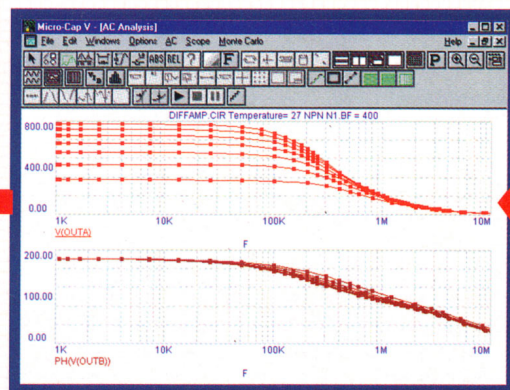 Micro-Cap V - [AC Analysis]
File Edit Windows Options AC Scope Monte Carlo Help
ABS REL ? F P
DIFFAMP.CIR Temperature= 27 NPN N1.BF = 400
800.00
400.00
0.00
1K 10K 100K 1M 10M
V(OUTA)
F
200.00
100.00
0.00
1K 10K 100K 1M 10M
PH(V(OUTB))
F